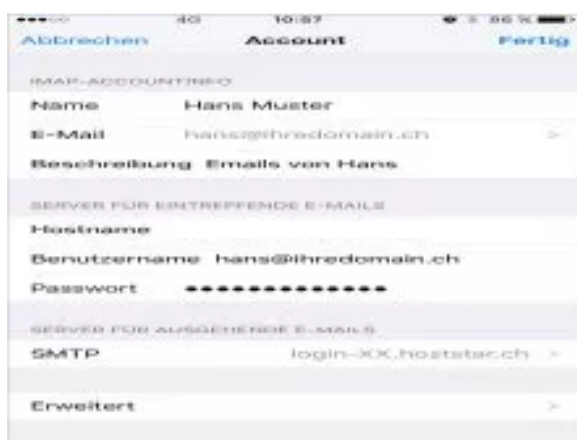 4G 10:57 86 %
Abbrechen Account Fertig
IMAP-ACCOUNTINFO
Name Hans Muster
E-Mail hans@ihredomain.ch
Beschreibung Emails von Hans
SERVER FÜR EINTREFFENDE E-MAILS
Hostname
Benutzername hans@ihredomain.ch
Passwort •••••••••••••
SERVER FÜR AUSGEHENDE E-MAILS
SMTP login-XX.hoststar.ch
Erweitert